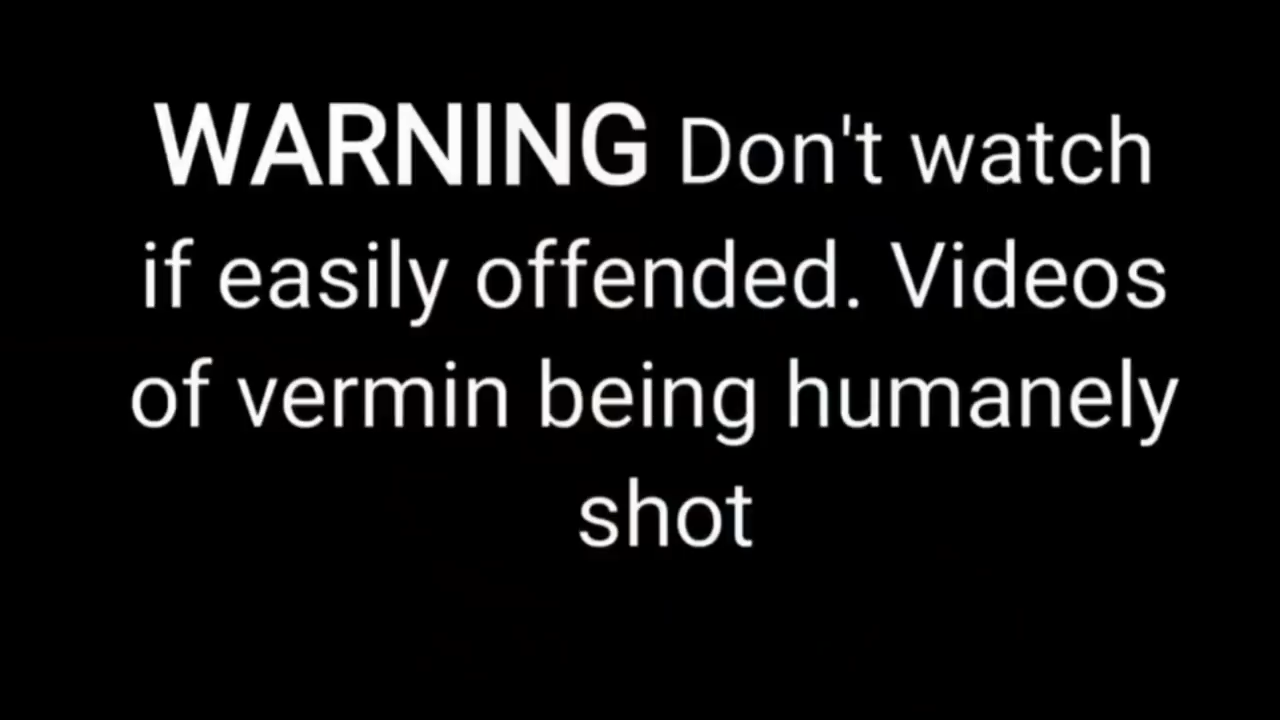 WARNING Don't watch
if easily offended. Videos
of vermin being humanely
shot